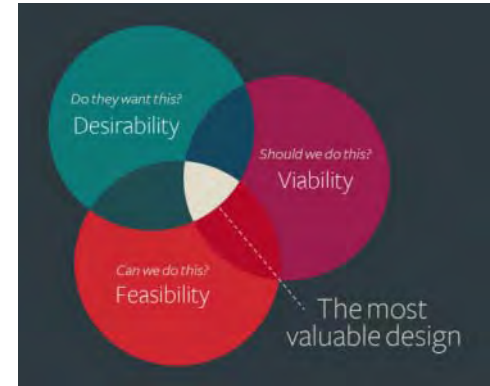 Do they want this?
Desirability
Should we do this?
Viability
Can we do this?
Feasibility
The most
valuable design